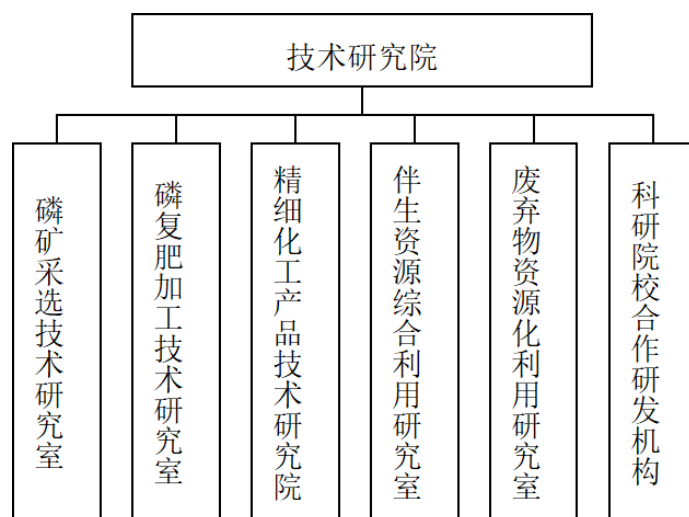 技术研究院
磷矿采选技术研究室
磷复肥加工技术研究室
精细化工产品技术研究院
伴生资源综合利用研究室
废弃物资源化利用研究室
科研院校合作研发机构